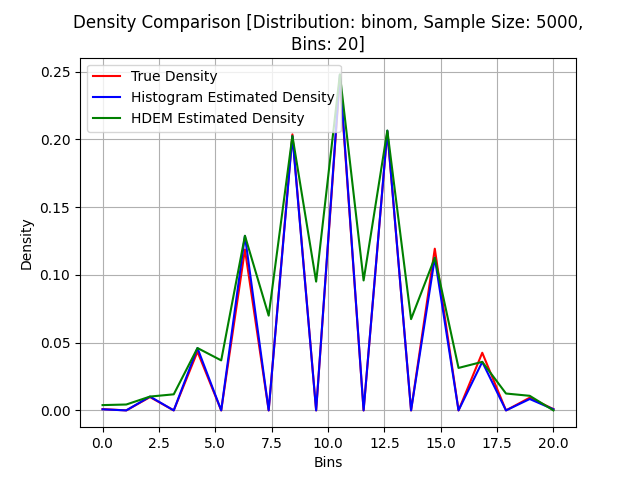 Density Comparison [Distribution: binom, Sample Size: 5000,
Bins: 20]
True Density
Histogram Estimated Density
HDEM Estimated Density
0.25
0.20
0.15
0.10
0.05
0.00
Density
0.0 2.5 5.0 7.5 10.0 12.5 15.0 17.5 20.0
Bins